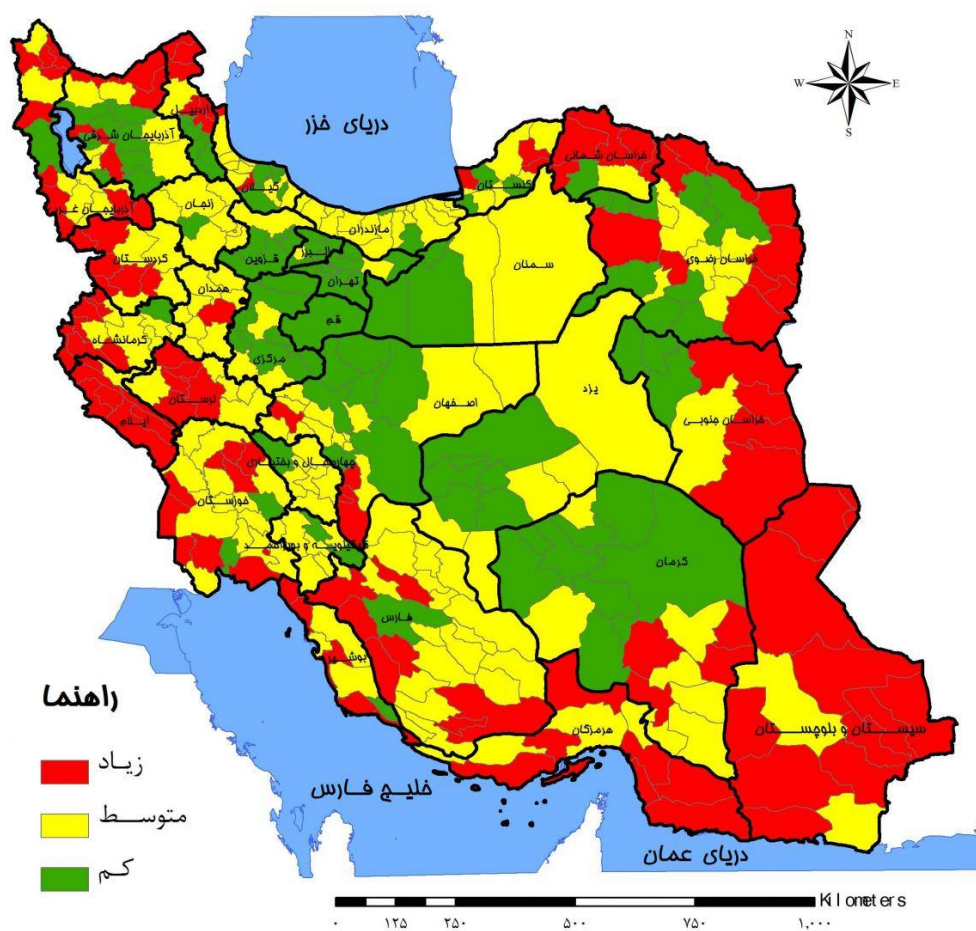 N
W E
S
دریای خزر
اردبیل
آذربایجان شرقی
خراسان شمالی
گلستان
گیلان
آذربایجان غربی
زنجان
مازندران
البرز
قزوین
سمنان
خراسان رضوی
کردستان
تهران
همدان
قم
کرمانشاه
مرکزی
لرستان
اصفهان
یزد
ایلام
خراسان جنوبی
چهارمحال و بختیاری
خوزستان
کهکیلویه و بویراحمد
کرمان
فارس
بوشهر
هرمزگان
سیستان و بلوچستان
راهنما
زیاد
متوسط
کم
خلیج فارس
دریای عمان
Kilometers
۰ ۱۲۵ ۲۵۰ ۵۰۰ ۷۵۰ ۱,۰۰۰